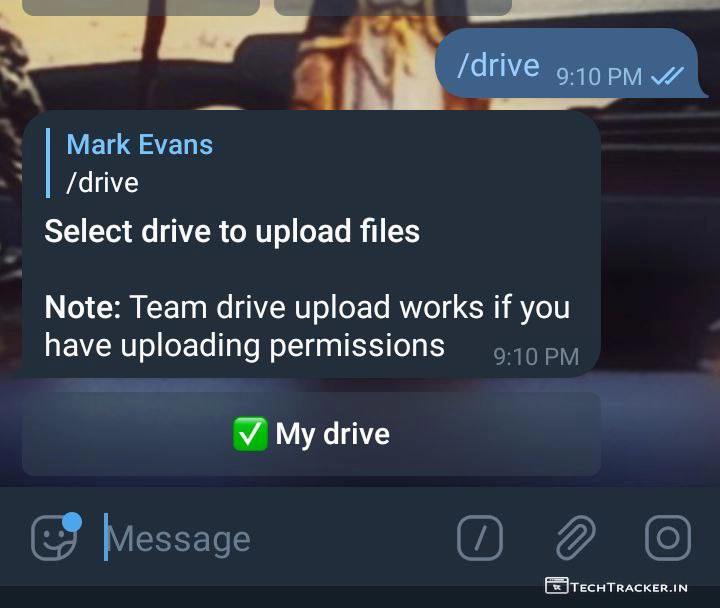 /drive 9:10 PM
Mark Evans
/drive
Select drive to upload files
Note: Team drive upload works if you
have uploading permissions 9:10 PM
✅ My drive
Message
TECHTRACKER.IN